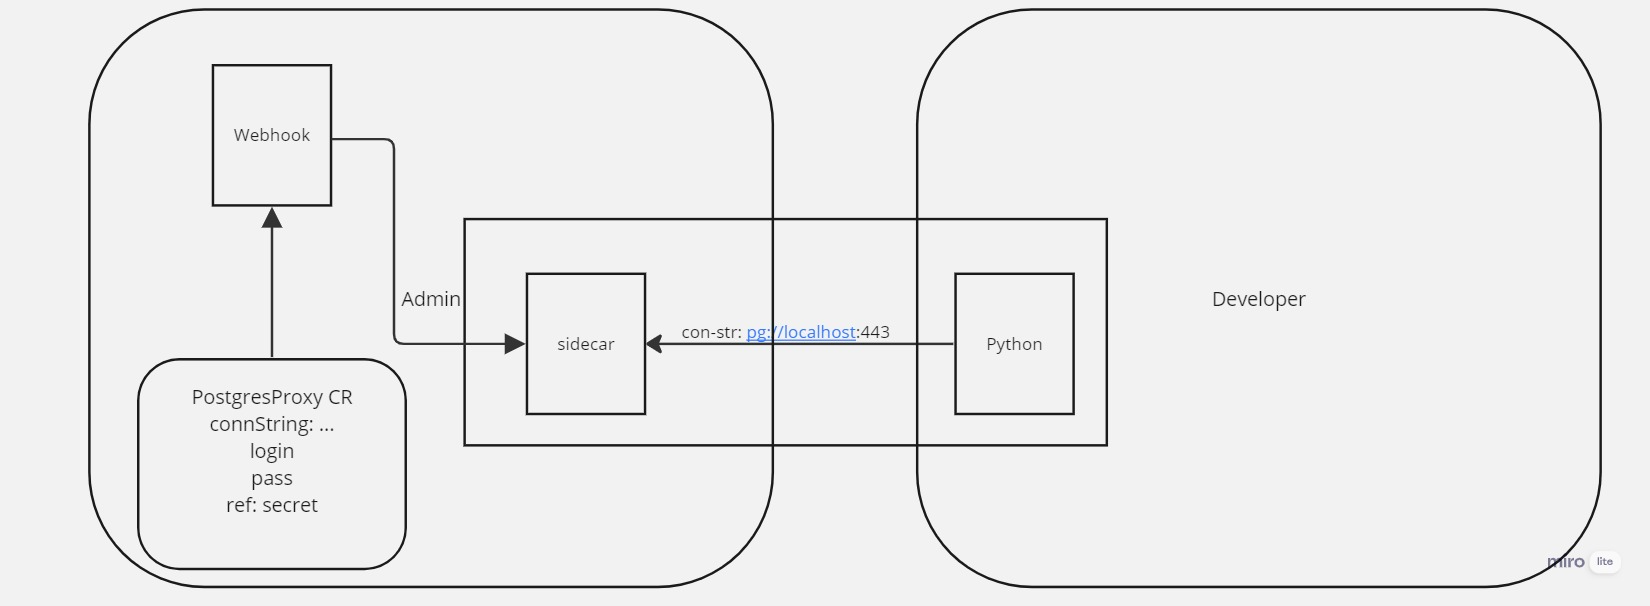 Webhook
Admin
Developer
con-str: pg://localhost:443
sidecar
Python
PostgresProxy CR
connString: ...
login
pass
ref: secret
miro lite